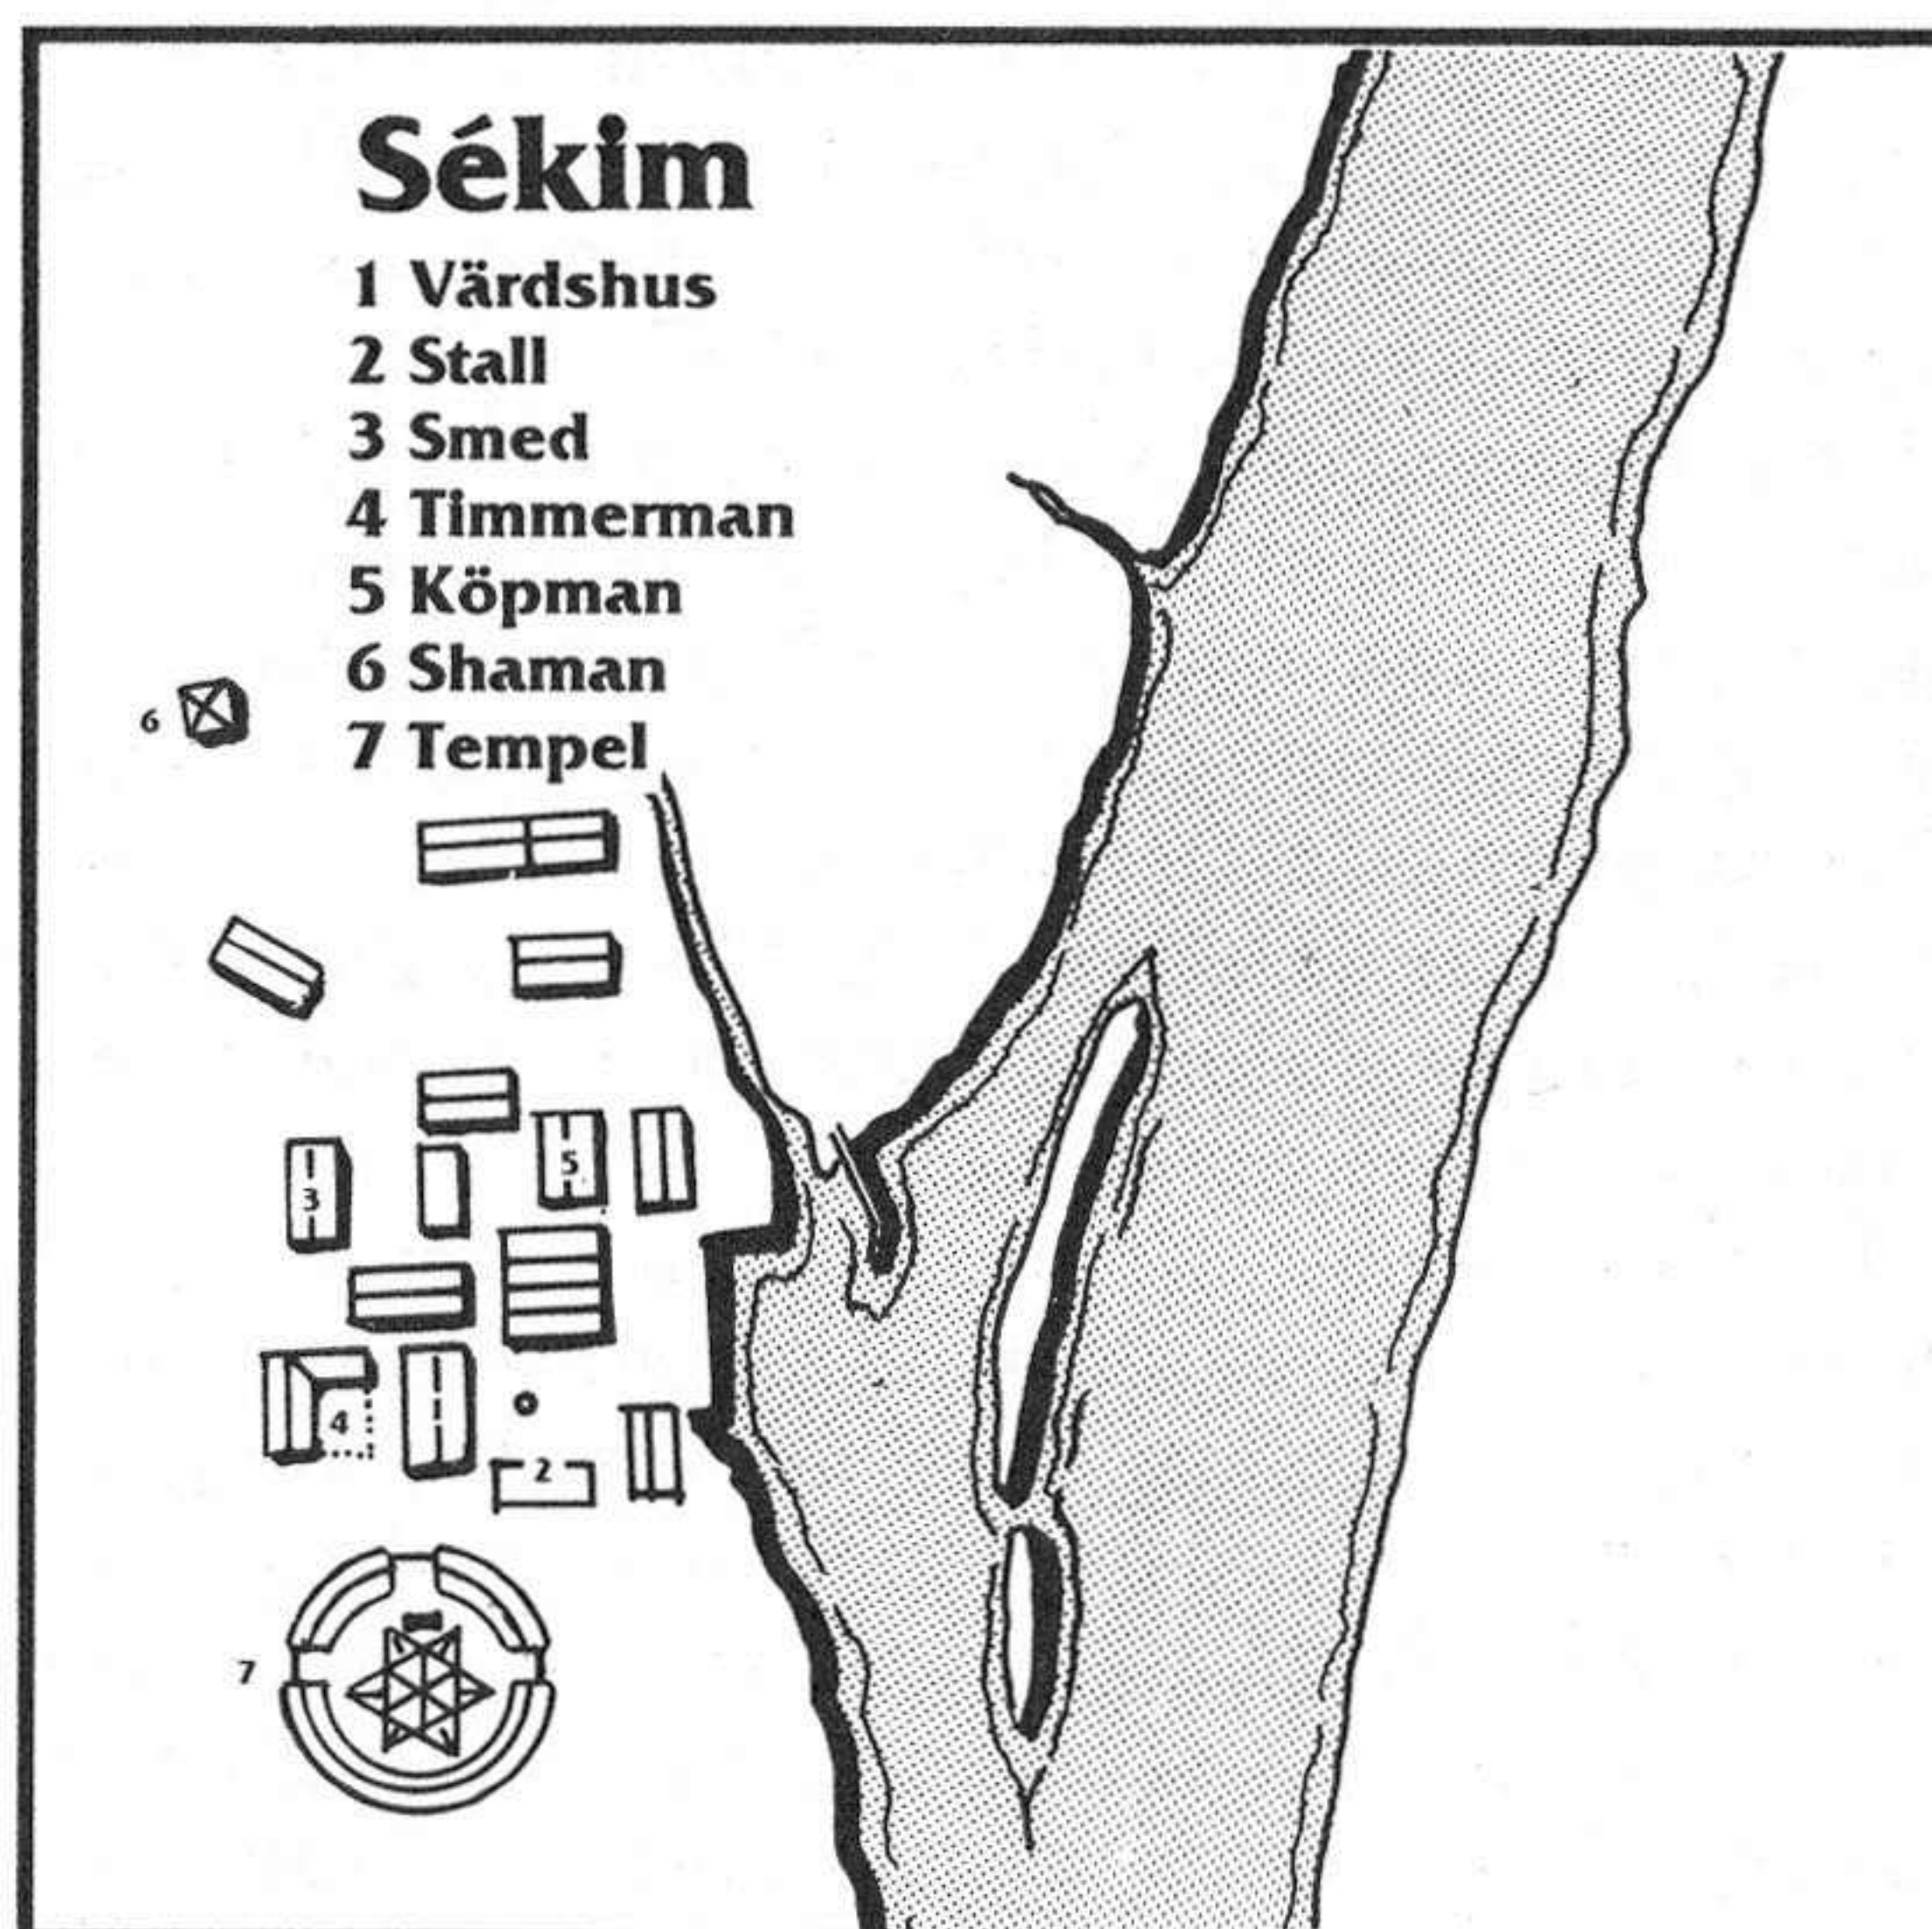 Sékim
1 Värdshus
2 Stall
3 Smed
4 Timmerman
5 Köpman
6 Shaman
7 Tempel
6
5
3
4
2
7